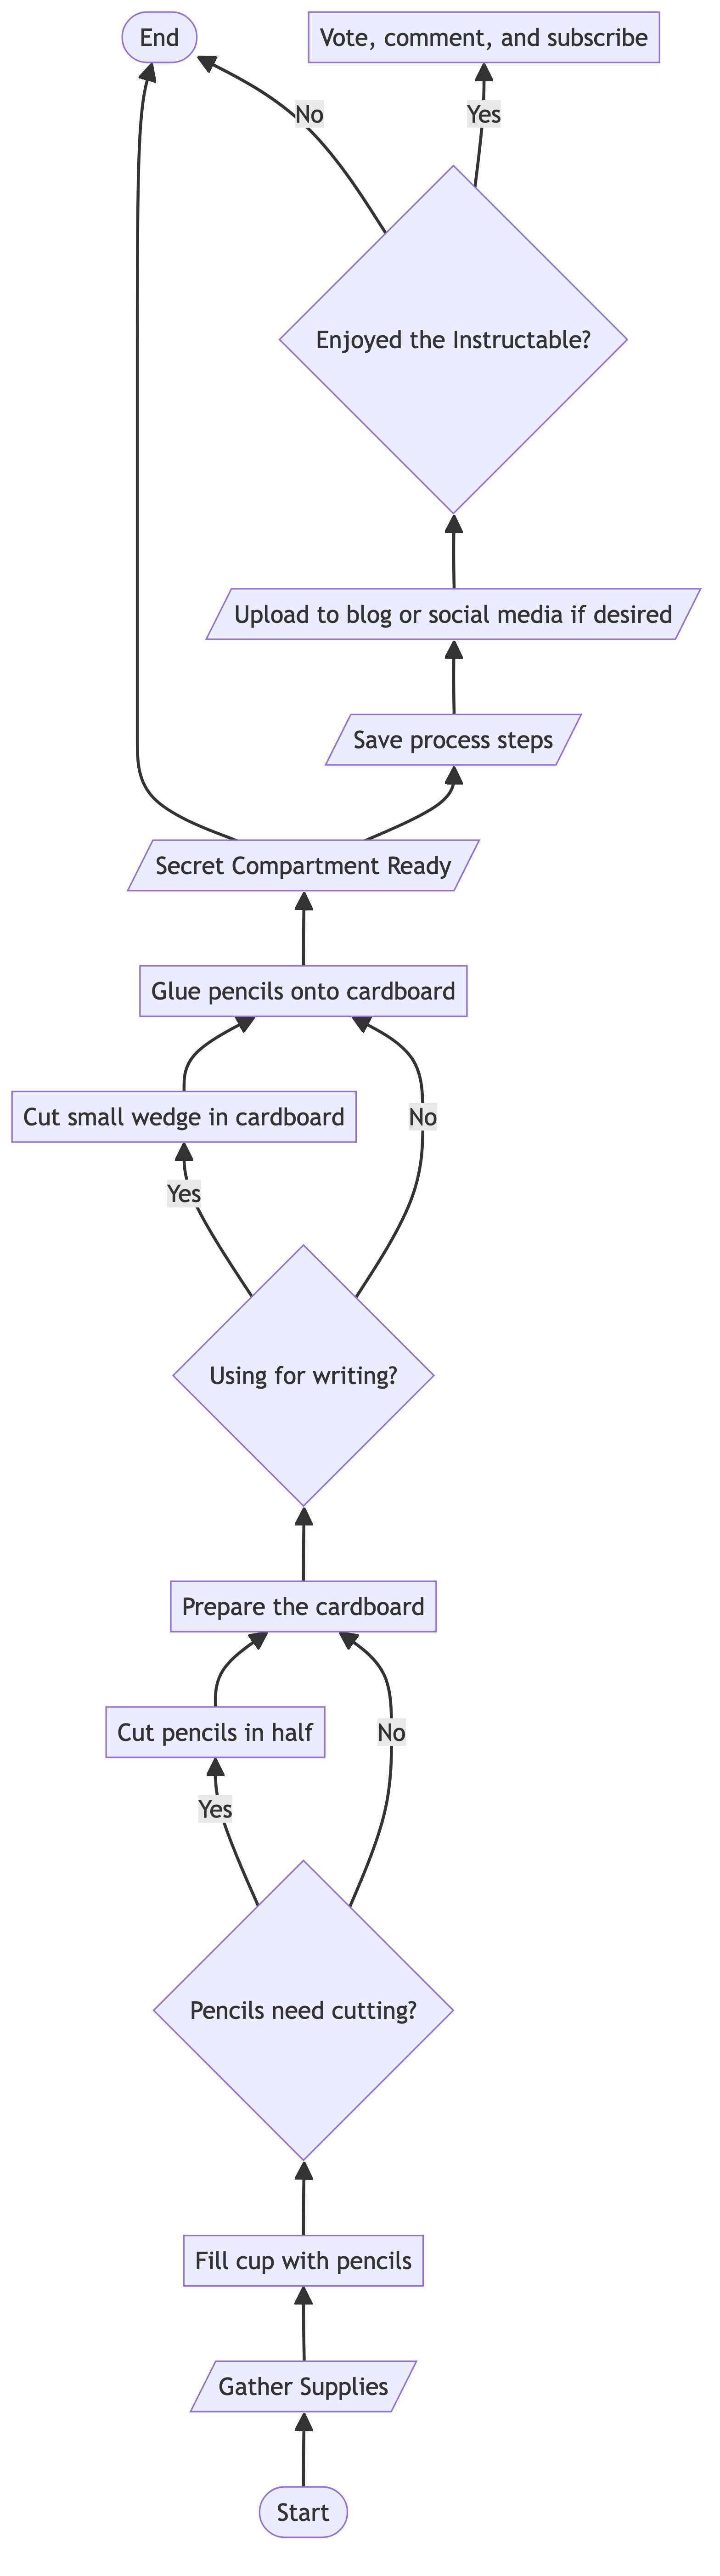 End
Vote, comment, and subscribe
No
Yes
Enjoyed the Instructable?
Upload to blog or social media if desired
Save process steps
Secret Compartment Ready
Glue pencils onto cardboard
Cut small wedge in cardboard
No
Yes
Using for writing?
Prepare the cardboard
Cut pencils in half
No
Yes
Pencils need cutting?
Fill cup with pencils
Gather Supplies
Start